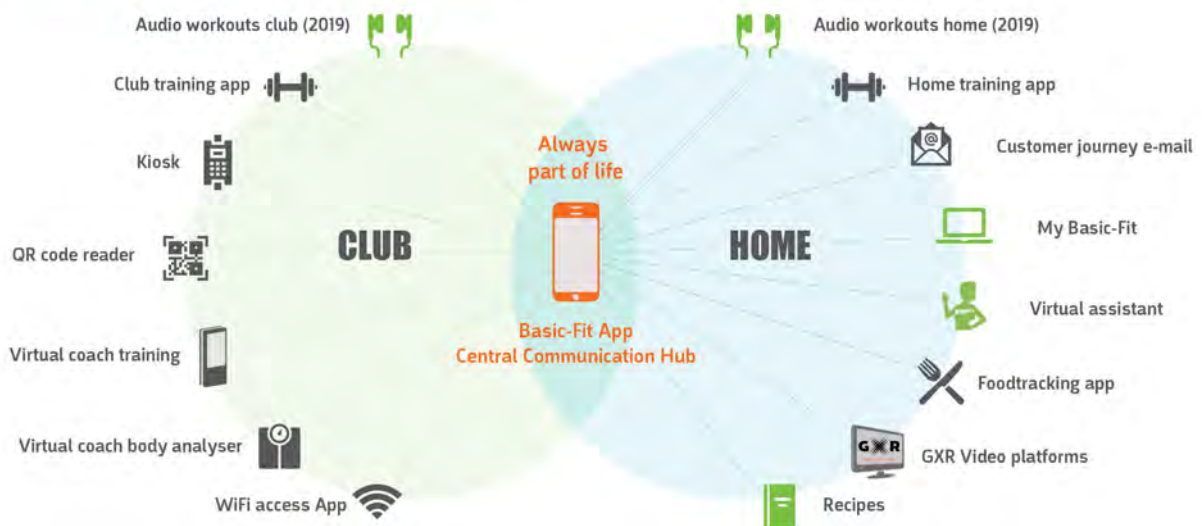 Audio workouts club (2019)
Audio workouts home (2019)
Club training app
Home training app
Always
part of life
Customer journey e-mail
Kiosk
CLUB
HOME
My Basic-Fit
QR code reader
Virtual assistant
Basic-Fit App
Central Communication Hub
Virtual coach training
Foodtracking app
Virtual coach body analyser
GXR
GXR Video platforms
WiFi access App
Recipes